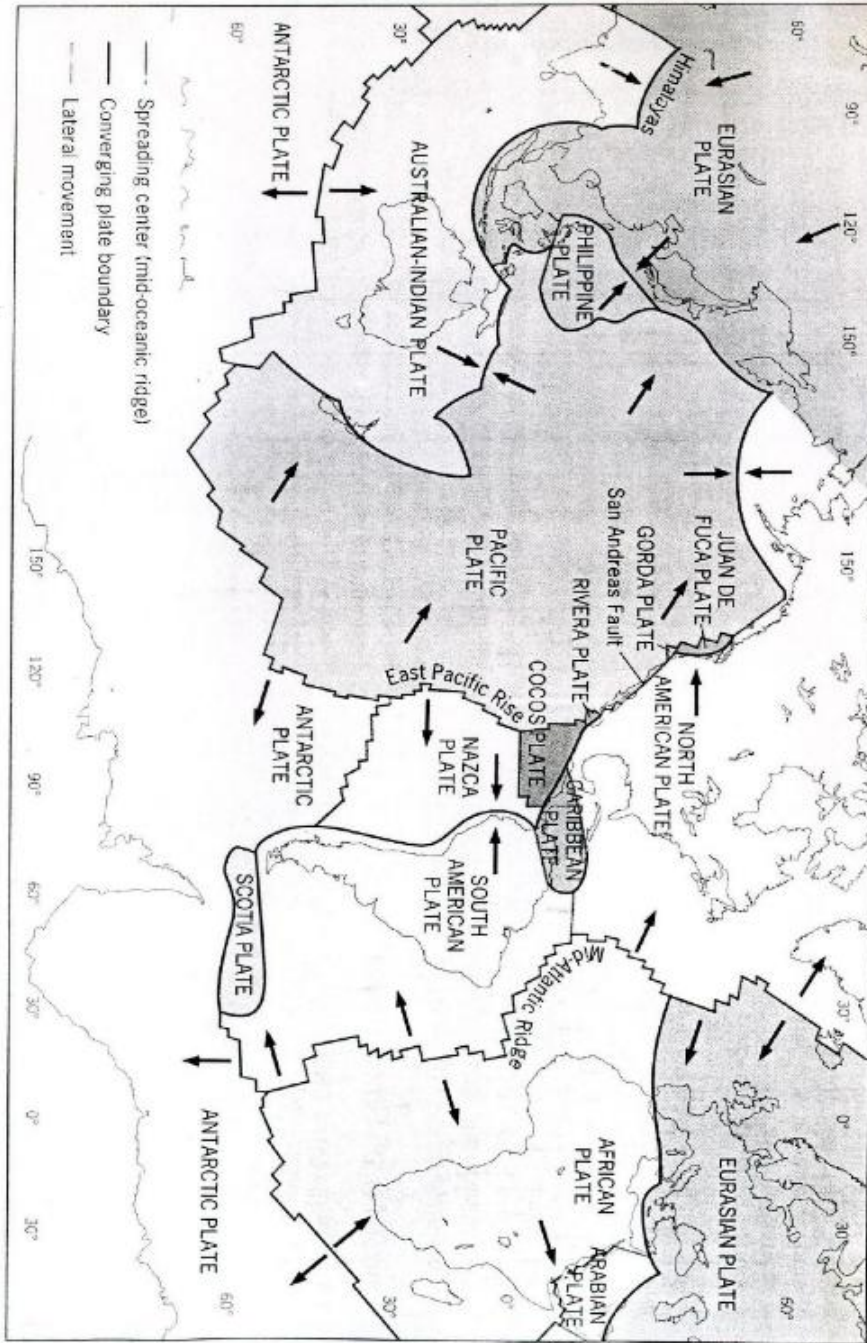 90°
120°
150°
150°
30°
0°
30°
60°
60°
EURASIAN
PLATE
JUAN DE
FUCA PLATE
NORTH
AMERICAN PLATE
EURASIAN PLATE
Himalayas
GORDA PLATE
San Andreas Fault
RIVERA PLATE
PHILIPPINE
PLATE
COCOS PLATE
CARIBBEAN
PLATE
Mid-Atlantic Ridge
AFRICAN
PLATE
ARABIAN
PLATE
0°
PACIFIC
PLATE
East Pacific Rise
NAZCA
PLATE
SOUTH
AMERICAN
PLATE
30°
AUSTRALIAN-INDIAN PLATE
30°
ANTARCTIC
PLATE
SCOTIA PLATE
60°
ANTARCTIC PLATE
ANTARCTIC PLATE
60°
Spreading center (mid-oceanic ridge)
Converging plate boundary
Lateral movement
150°
120°
90°
60°
30°
0°
30°